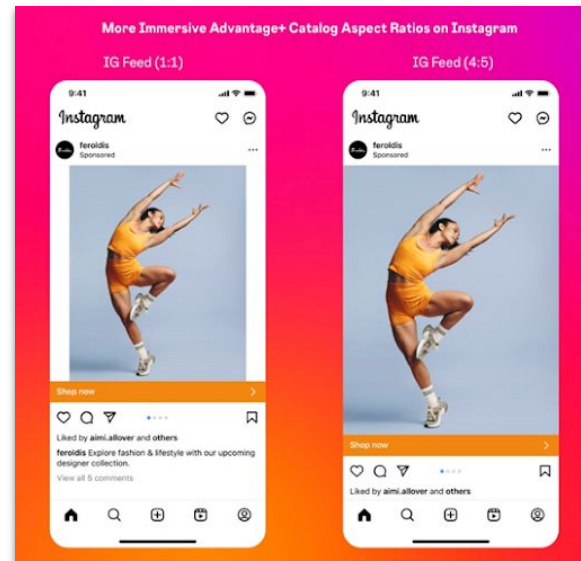 More Immersive Advantage+ Catalog Aspect Ratios on Instagram
IG Feed (1:1)
9:41
Instagram
feroldis
Sponsored
Shop now
Liked by aimi.allover and others
feroldis Explore fashion & lifestyle with our upcoming
designer collection.
View all 5 comments
IG Feed (4:5)
9:41
Instagram
feroldis
Sponsored
Shop now
Liked by aimi.allover and others